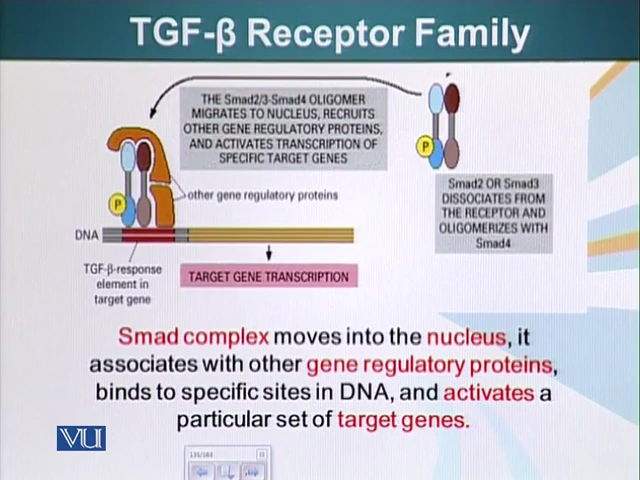 TGF-β Receptor Family
THE Smad2/3-Smad4 OLIGOMER
MIGRATES TO NUCLEUS, RECRUITS
OTHER GENE REGULATORY PROTEINS,
AND ACTIVATES TRANSCRIPTION OF
SPECIFIC TARGET GENES
P
Smad2 OR Smad3
DISSOCIATES FROM
THE RECEPTOR AND
OLIGOMERIZES WITH
Smad4
other gene regulatory proteins
P
DNA
TGF-β-response
element in
target gene
TARGET GENE TRANSCRIPTION
Smad complex moves into the nucleus, it
associates with other gene regulatory proteins,
binds to specific sites in DNA, and activates a
particular set of target genes.
VU
135/163